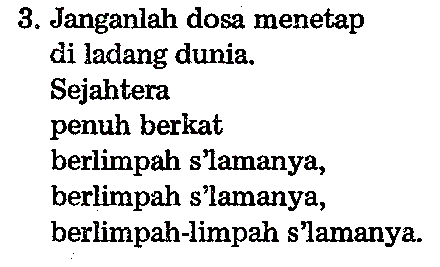 3. Janganlah dosa menetap
di ladang dunia.
Sejahtera
penuh berkat
berlimpah s'lamanya,
berlimpah s'lamanya,
berlimpah-limpah s'lamanya.